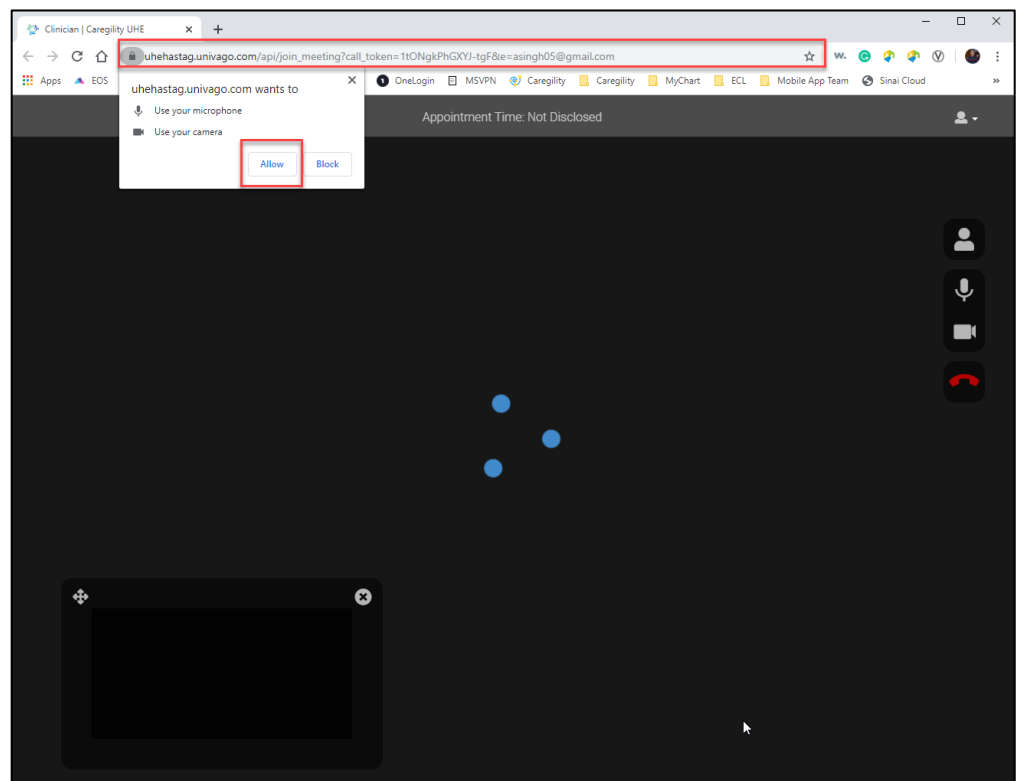 Clinician | Caregility UHE
uhehastag.univago.com/api/join_meeting?call_token=1tONgkPhGXYJ-tgF&e=asingh05@gmail.com
w.
Apps EOS OneLogin MSVPN Caregility Caregility MyChart ECL Mobile App Team Sinai Cloud »
uhehastag.univago.com wants to
Use your microphone
Use your camera
Allow Block
Appointment Time: Not Disclosed